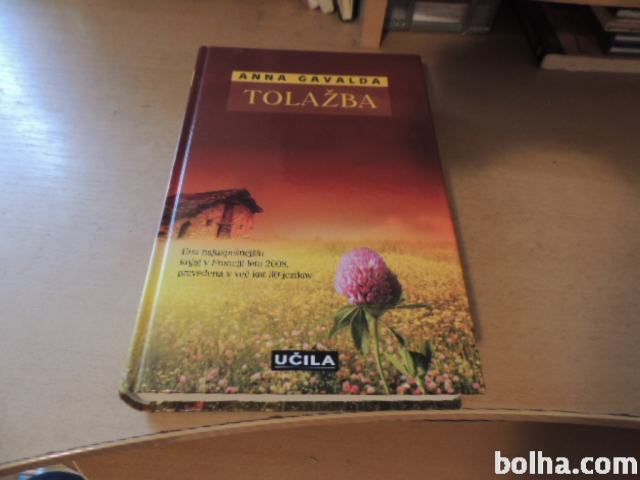 ANNA GAVALDA
TOLAŽBA
Ena najuspešnejših
knjig v Franciji leta 2008,
prevedena v več kot 30 jezikov
UČILA
bolha.com